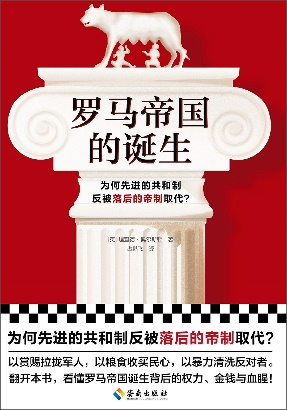 罗马帝国
的诞生
为何先进的共和制
反被落后的帝制取代?
著
译
为何先进的共和制反被落后的帝制取代?
以赏赐拉拢军人,以粮食收买民心,以暴力清洗反对者。
翻开本书,看懂罗马帝国诞生背后的权力、金钱与血腥!